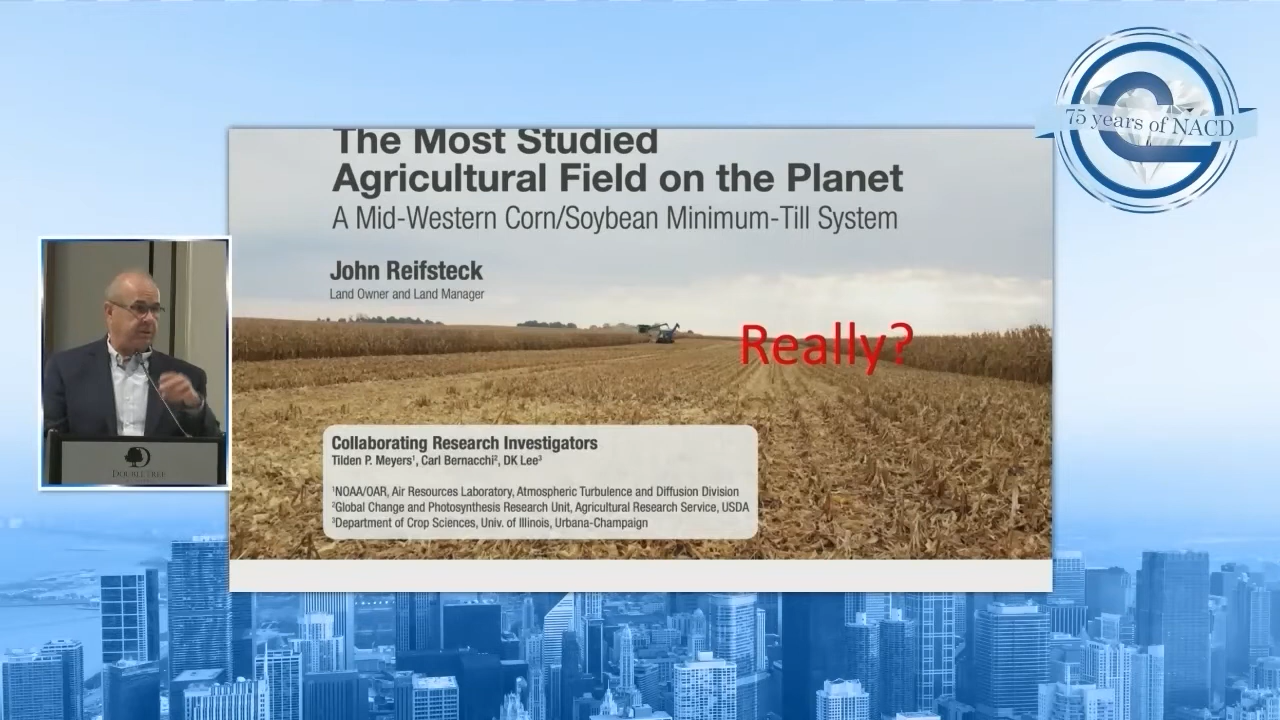 75 years of NACD
The Most Studied
Agricultural Field on the Planet
A Mid-Western Corn/Soybean Minimum-Till System
John Reifsteck
Land Owner and Land Manager
Really?
Collaborating Research Investigators
Tilden P. Meyers¹, Carl Bernacchi², DK Lee³
¹NOAA/OAR, Air Resources Laboratory, Atmospheric Turbulence and Diffusion Division
²Global Change and Photosynthesis Research Unit, Agricultural Research Service, USDA
³Department of Crop Sciences, Univ. of Illinois, Urbana-Champaign
DOUBLETREE